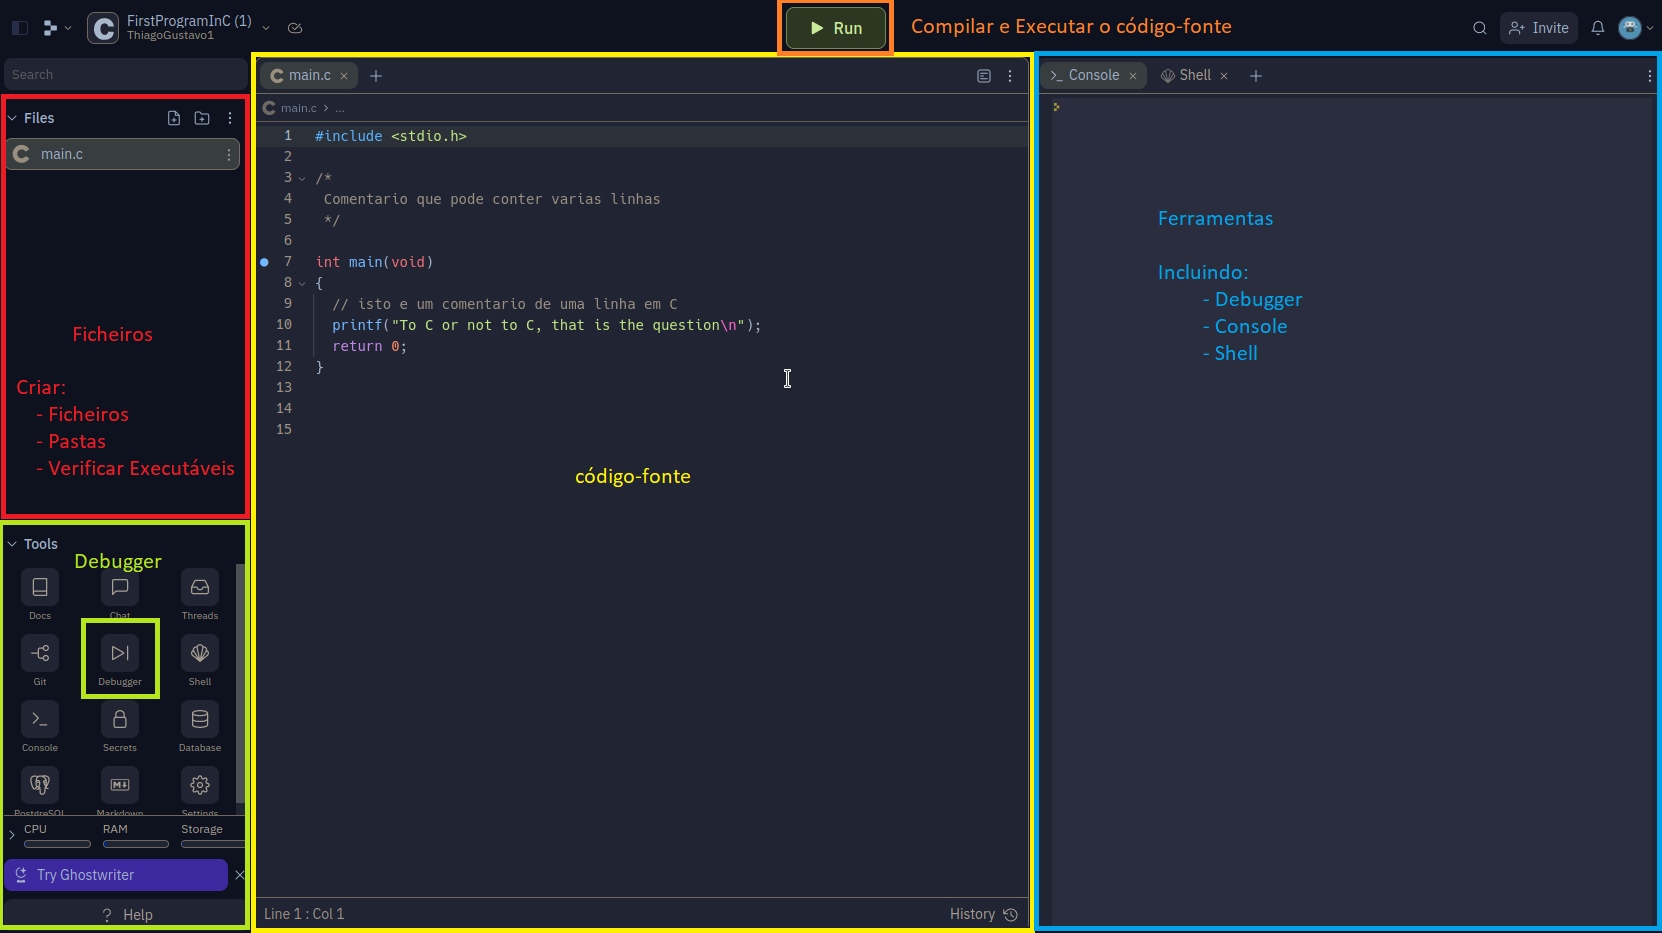 FirstProgramInC (1)
ThiagoGustavo1
Run
Compilar e Executar o código-fonte
Invite
Search
Files
main.c
Ficheiros
Criar:
- Ficheiros
- Pastas
- Verificar Executáveis
Tools
Debugger
Docs
Chat
Threads
Git
Debugger
Shell
Console
Secrets
Database
PostgreSQL
Markdown
Settings
CPU
RAM
Storage
Try Ghostwriter
? Help
main.c
main.c > ...
1 #include <stdio.h>
2
3 /*
4 Comentario que pode conter varias linhas
5 */
6
7 int main(void)
8 {
9 // isto e um comentario de uma linha em C
10 printf("To C or not to C, that is the question\n");
11 return 0;
12 }
13
14
15
código-fonte
Line 1 : Col 1
History
Console
Shell
Ferramentas
Incluindo:
- Debugger
- Console
- Shell